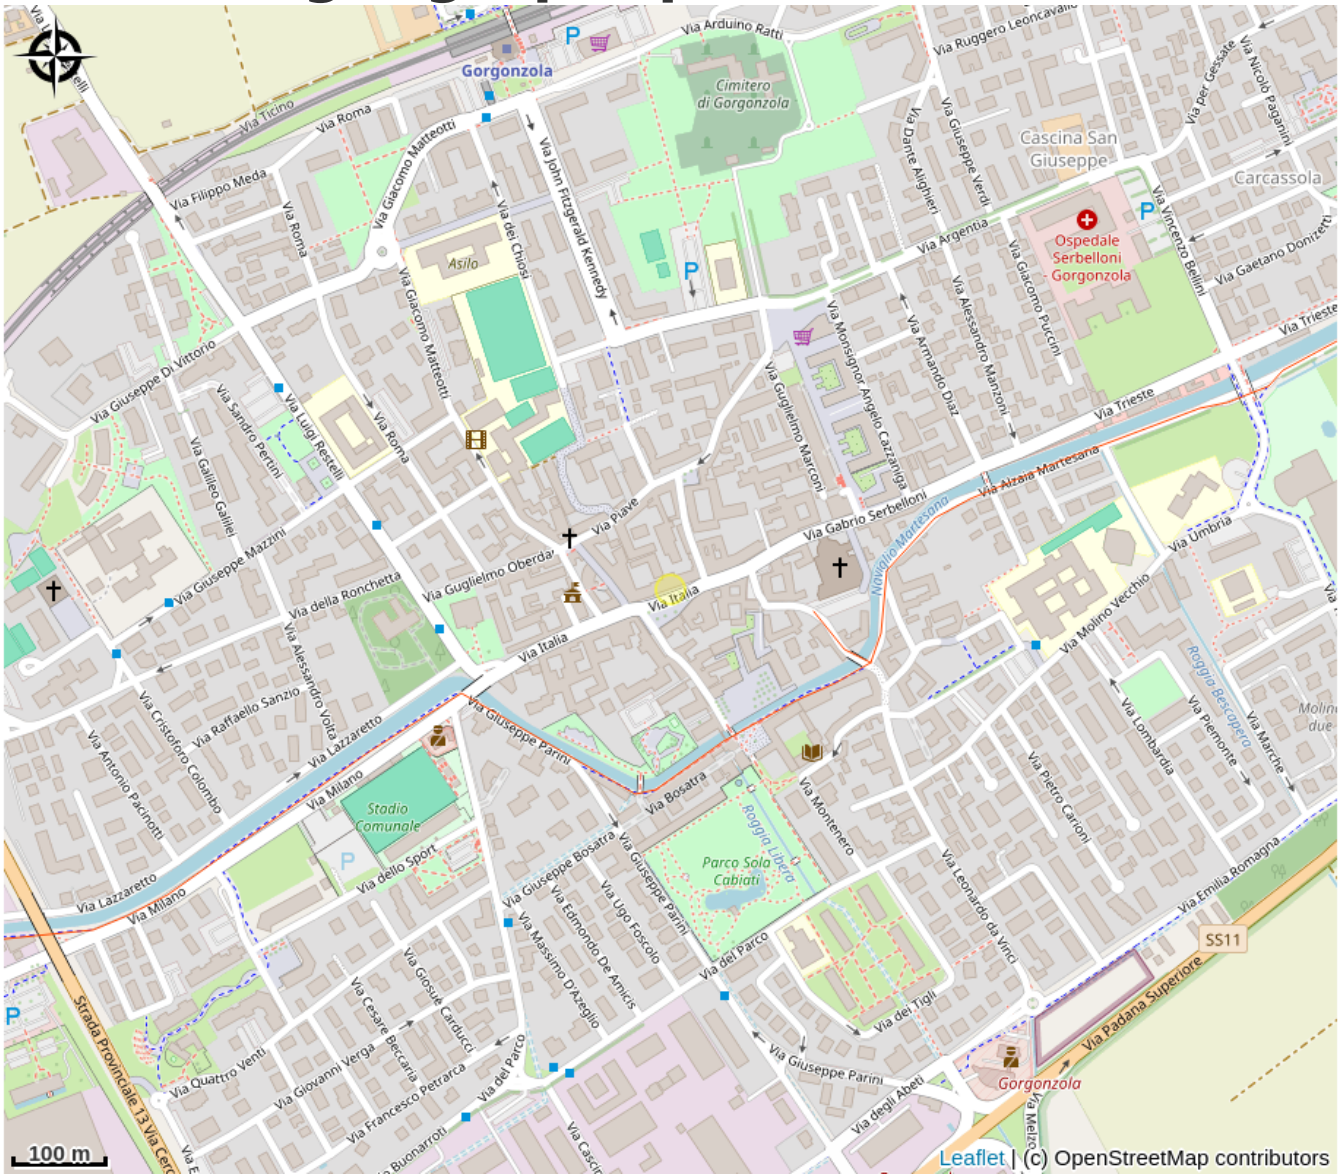 Via Arduino Ratti
Via Ruggero Leoncavallo
Via per Gessate
Via Nicolò Paganini
P
Gorgonzola
Via Ticino
Via Roma
Via Giacomo Matteotti
Cimitero
di Gorgonzola
Via John Fitzgerald Kennedy
Via Dante Alighieri
Via Giuseppe Verdi
Cascina San
Giuseppe
Carcassola
Via Filippo Meda
Via Roma
Via dei Chiosi
Asilo
P
Via Argentia
Ospedale
Serbelloni
- Gorgonzola
P
Via Vincenzo Bellini
Via Gaetano Donizetti
Via Giacomo Puccini
Via Giacomo Matteotti
Via Monsignor Angelo Cazzaniga
Via Armando Diaz
Via Alessandro Manzoni
Via Trieste
Via Giuseppe Di Vittorio
Via Sandro Pertini
Via Luigi Restelli
Via Roma
Via Guglielmo Marconi
Via Trieste
Via Galileo Galilei
Via Alzaia Martesana
Via Piave
Via Gabrio Serbelloni
Naviglio Martesana
Via Umbria
Via Giuseppe Mazzini
Via della Ronchetta
Via Guglielmo Oberdan
Via Italia
Via Italia
Via Molino Vecchio
Roggia Bescapera
Via Alessandro Volta
Via Raffaello Sanzio
Via Cristoforo Colombo
Via Antonio Pacinotti
Via Lazzaretto
Via Giuseppe Parini
Via Milano
Via Bosatra
Via Lombardia
Via Piemonte
Via Marche
Molino
due
Via Pietro Carioni
Stadio
Comunale
P
Via dello Sport
Via Giuseppe Bosatra
Via Giuseppe Parini
Roggia Libera
Parco Sola
Cabiati
Via Montenero
Via Leonardo da Vinci
Via Emilia Romagna
Via Lazzaretto
Via Milano
Via Ugo Foscolo
Via Edmondo De Amicis
Via Massimo D'Azeglio
Via del Parco
SS11
Via Padana Superiore
Via dei Tigli
P
Strada Provinciale 13 Via Cerc
Via Giosuè Carducci
Via Cesare Beccaria
Via Giovanni Verga
Via Quattro Venti
Via Francesco Petrarca
Via del Parco
Via Giuseppe Parini
Via degli Abeti
Gorgonzola
Via Melzo
Via Cascin
Buonarroti
100 m
Leaflet | (c) OpenStreetMap contributors